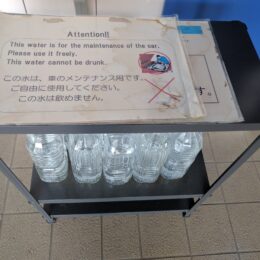 Attention!!
This water is for the maintenance of the car.
Please use it freely.
This water cannot be drunk.
この水は、車のメンテナンス用です。
ご自由に使用してください。
この水は飲めません。
す。